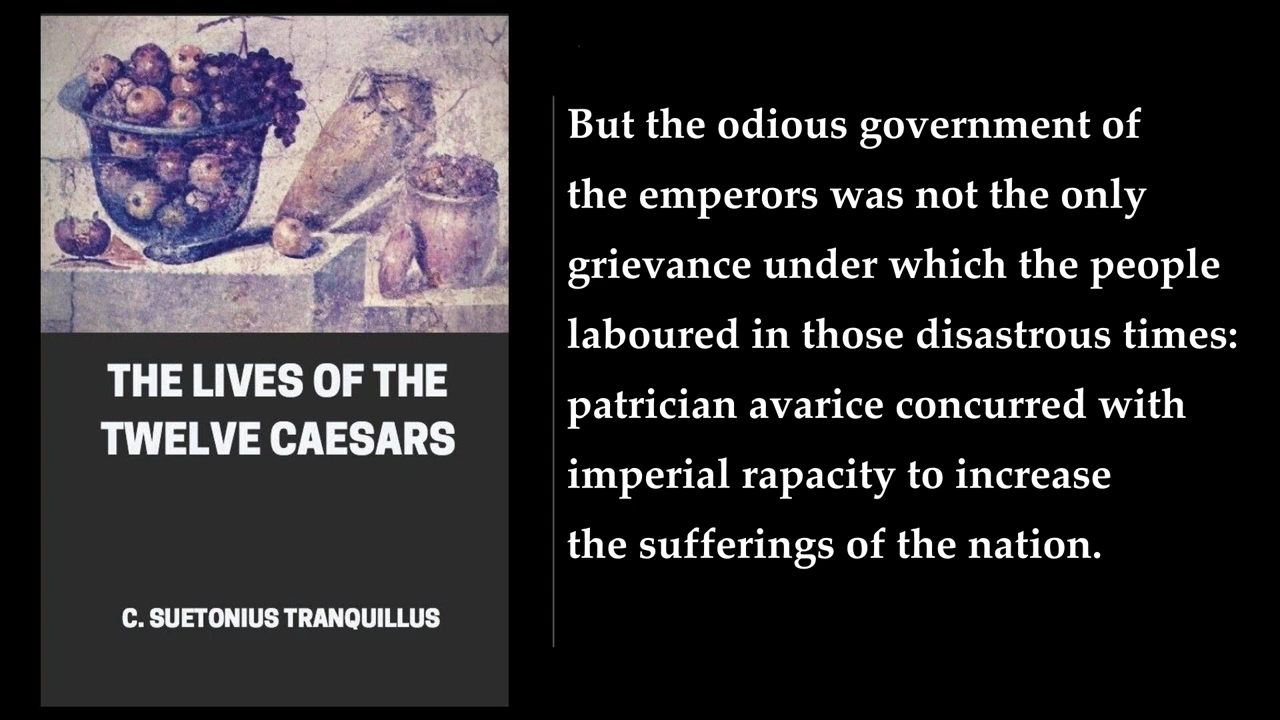 THE LIVES OF THE
TWELVE CAESARS
C. SUETONIUS TRANQUILLUS
But the odious government of
the emperors was not the only
grievance under which the people
laboured in those disastrous times:
patrician avarice concurred with
imperial rapacity to increase
the sufferings of the nation.